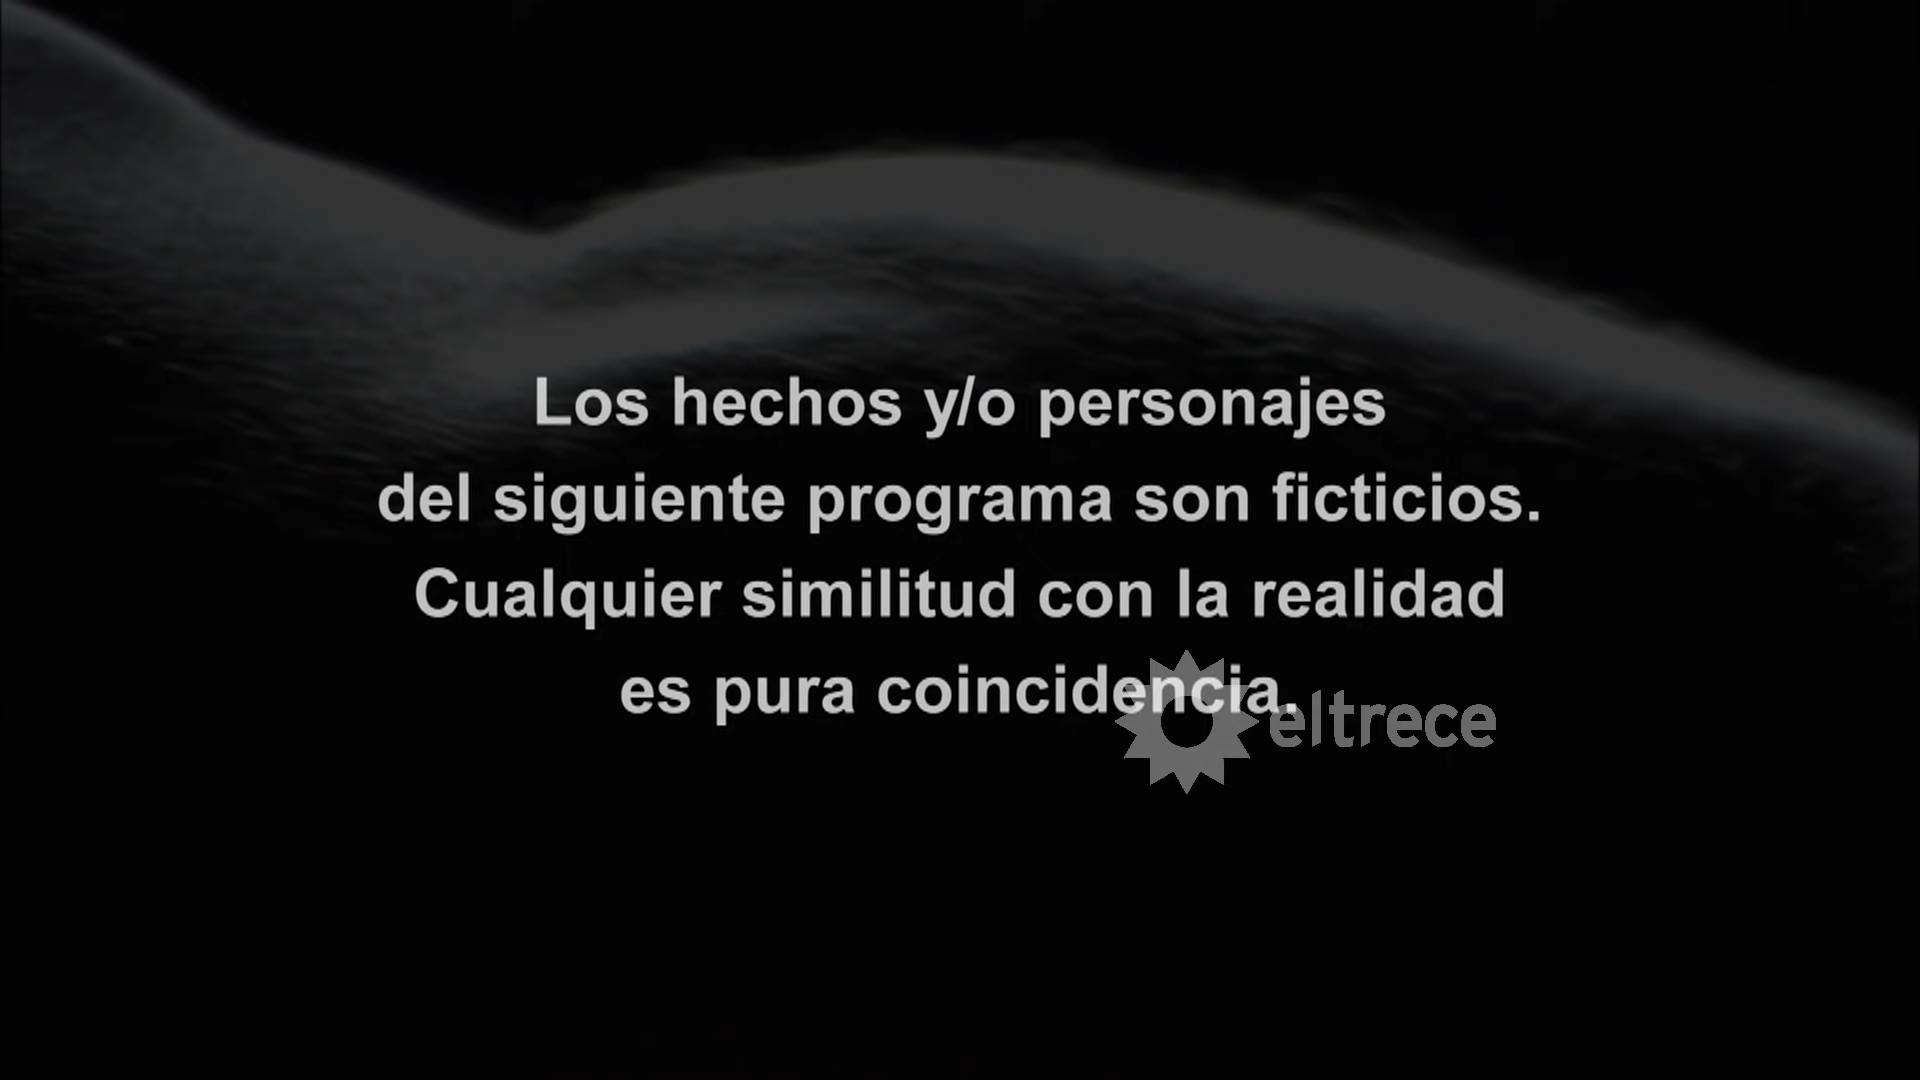 Los hechos y/o personajes
del siguiente programa son ficticios.
Cualquier similitud con la realidad
es pura coincidencia.
eltrece